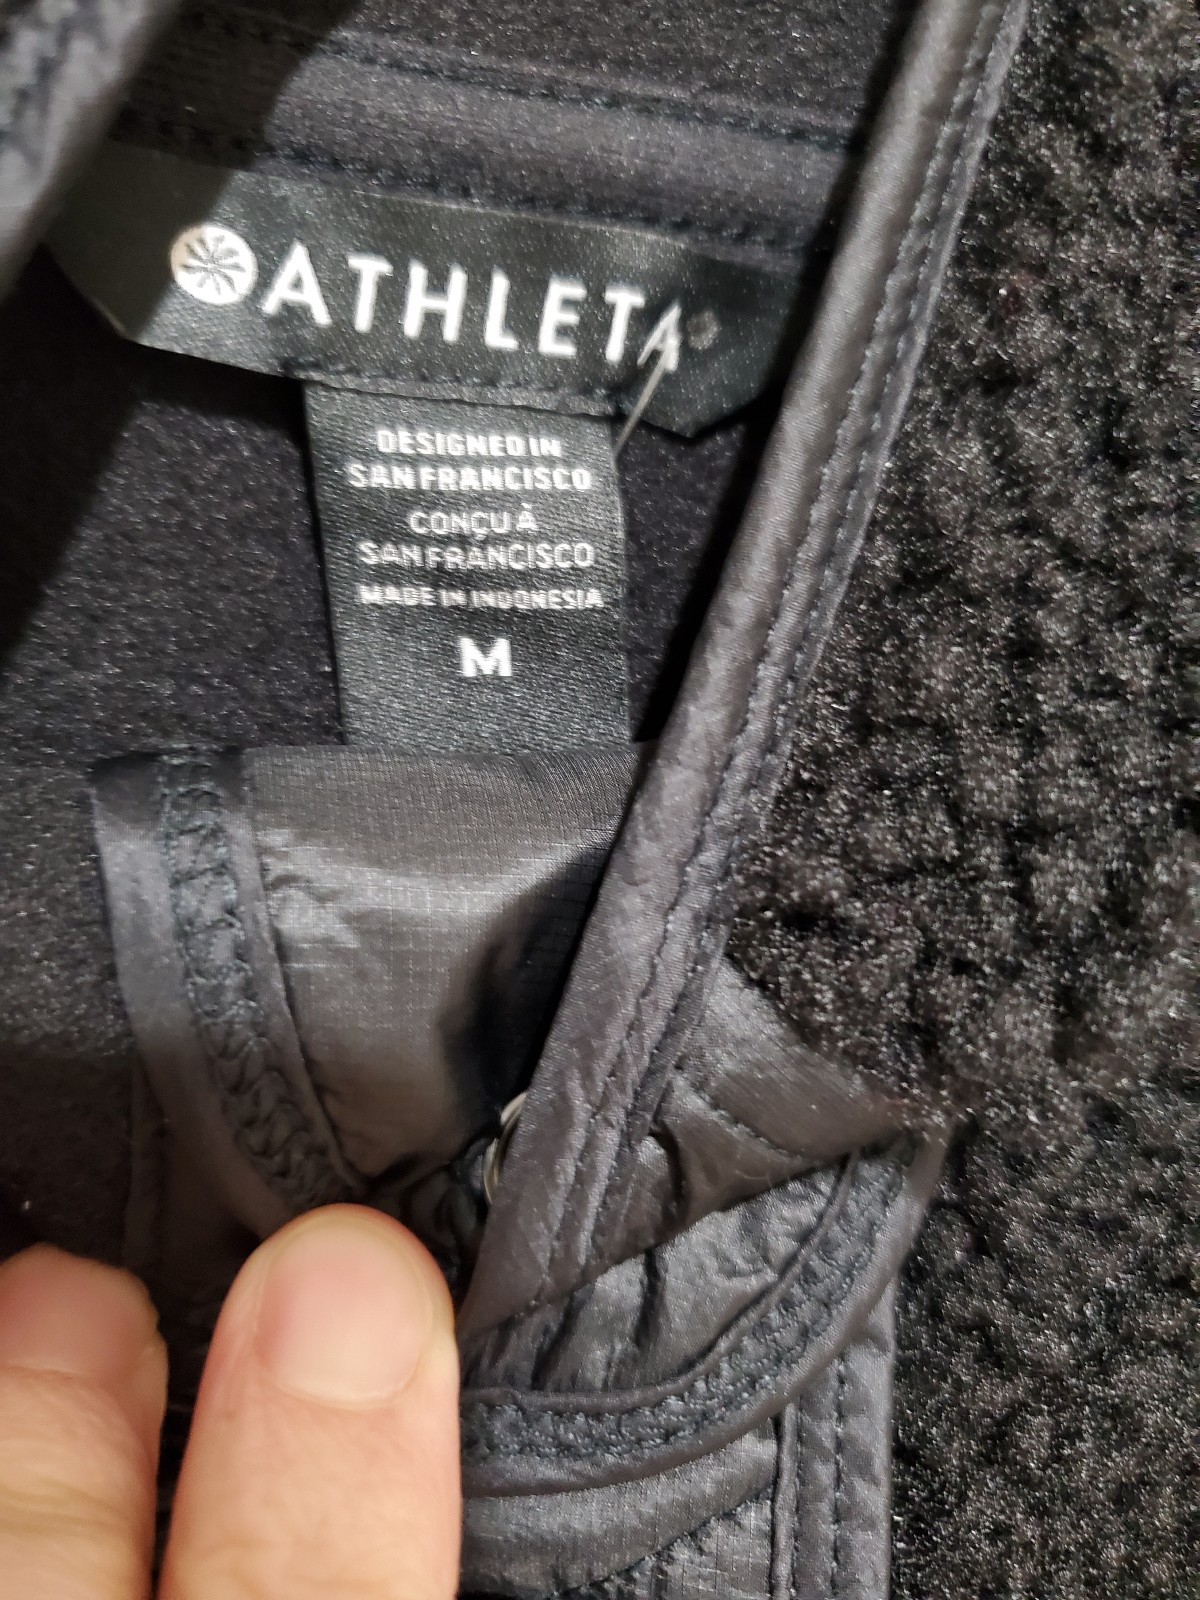 ATHLETA
DESIGNED IN
SAN FRANCISCO
CONÇU À
SAN FRANCISCO
MADE IN INDONESIA
M